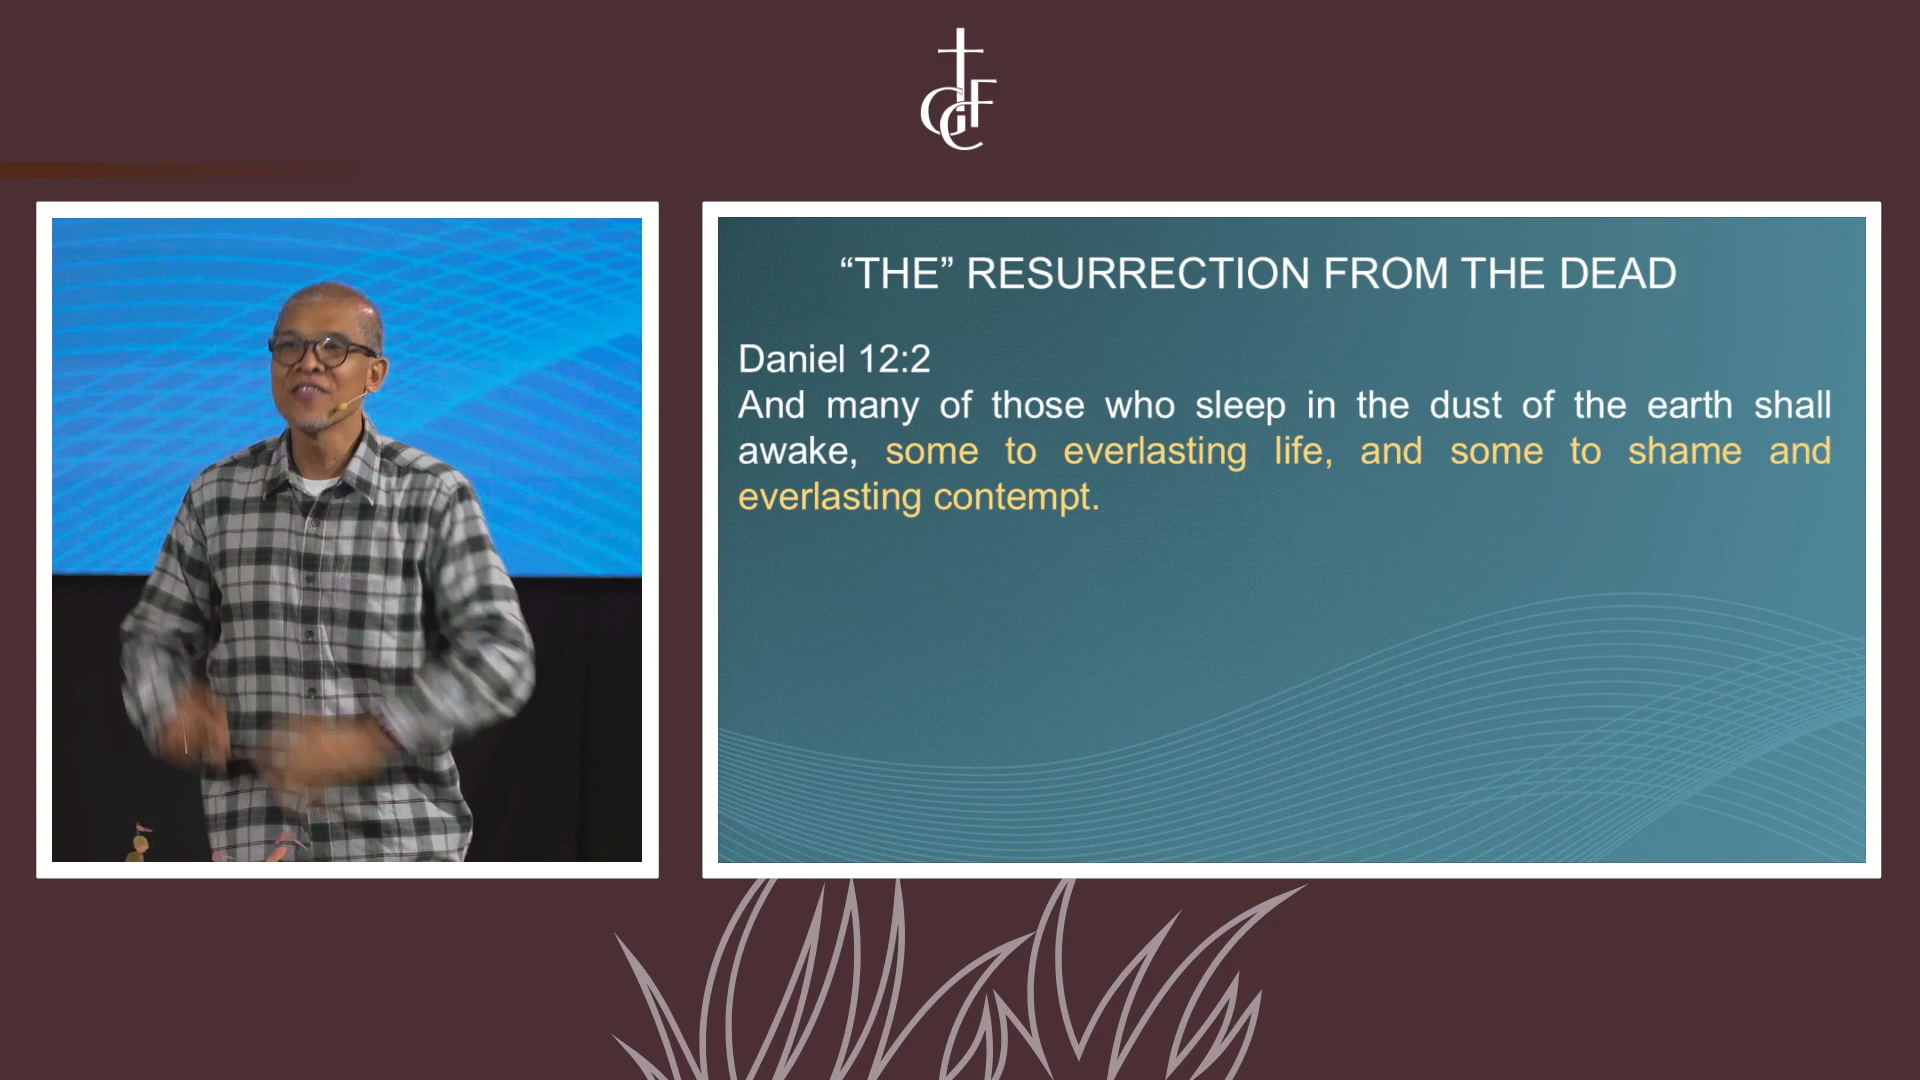 “THE” RESURRECTION FROM THE DEAD
Daniel 12:2
And many of those who sleep in the dust of the earth shall
awake, some to everlasting life, and some to shame and
everlasting contempt.